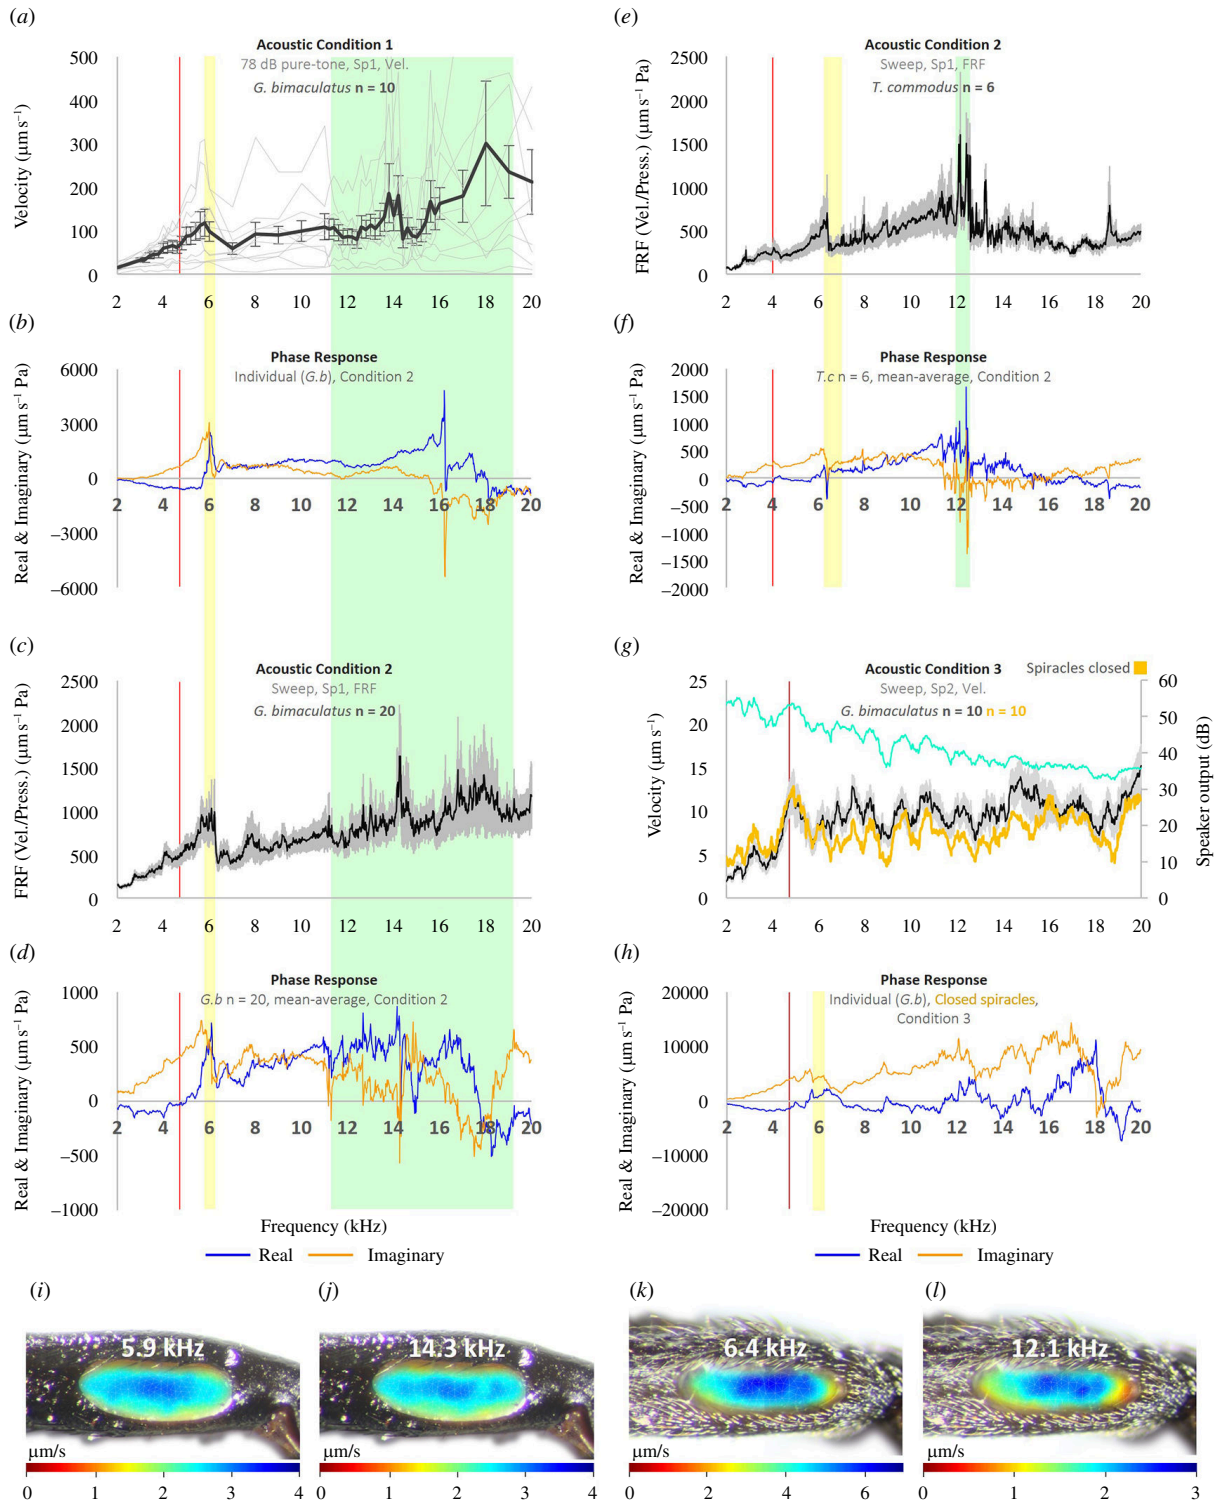 (a)
Acoustic Condition 1
78 dB pure-tone, Sp1, Vel.
G. bimaculatus n = 10
Velocity (µm s⁻¹)
500
400
300
200
100
0
2 4 6 8 10 12 14 16 18 20
(b)
Phase Response
Individual (G.b), Condition 2
Real & Imaginary (µm s⁻¹ Pa)
6000
3000
0
–3000
–6000
2 4 6 8 10 12 14 16 18 20
(c)
Acoustic Condition 2
Sweep, Sp1, FRF
G. bimaculatus n = 20
FRF (Vel./Press.) (µm s⁻¹ Pa)
2500
2000
1500
1000
500
0
2 4 6 8 10 12 14 16 18 20
(d)
Phase Response
G.b n = 20, mean-average, Condition 2
Real & Imaginary (µm s⁻¹ Pa)
1000
500
0
–500
–1000
2 4 6 8 10 12 14 16 18 20
Frequency (kHz)
Real Imaginary
(e)
Acoustic Condition 2
Sweep, Sp1, FRF
T. commodus n = 6
FRF (Vel./Press.) (µm s⁻¹ Pa)
2500
2000
1500
1000
500
0
2 4 6 8 10 12 14 16 18 20
(f)
Phase Response
T.c n = 6, mean-average, Condition 2
Real & Imaginary (µm s⁻¹ Pa)
2000
1500
1000
500
0
–500
–1000
–1500
–2000
2 4 6 8 10 12 14 16 18 20
(g)
Acoustic Condition 3
Spiracles closed
Sweep, Sp2, Vel.
G. bimaculatus n = 10 n = 10
Velocity (µm s⁻¹)
25
20
15
10
5
0
Speaker output (dB)
60
50
40
30
20
10
0
2 4 6 8 10 12 14 16 18 20
(h)
Phase Response
Individual (G.b), Closed spiracles,
Condition 3
Real & Imaginary (µm s⁻¹ Pa)
20000
10000
0
–10000
–20000
2 4 6 8 10 12 14 16 18 20
Frequency (kHz)
Real Imaginary
(i)
5.9 kHz
µm/s
0 1 2 3 4
(j)
14.3 kHz
µm/s
0 1 2 3 4
(k)
6.4 kHz
µm/s
0 2 4 6
(l)
12.1 kHz
µm/s
0 1 2 3